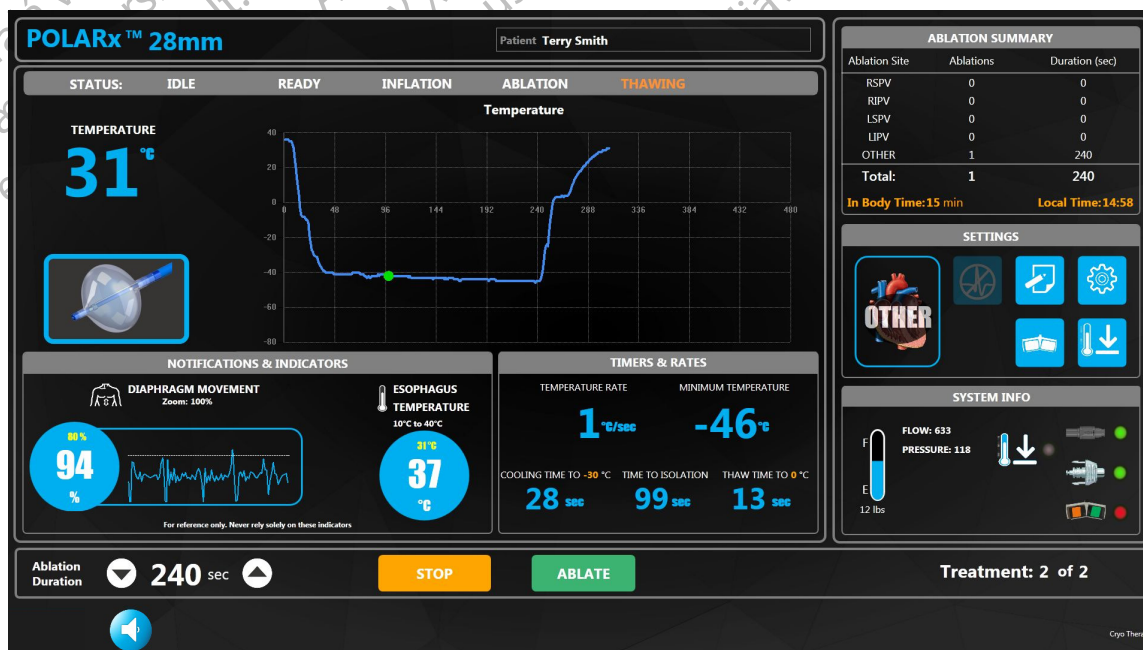 POLARx™ 28mm
Patient Terry Smith
STATUS: IDLE READY INFLATION ABLATION THAWING
TEMPERATURE
31 °C
Temperature
40
20
0
-20
-40
-60
-80
0 48 96 144 192 240 288 336 384 432 480
NOTIFICATIONS & INDICATORS
DIAPHRAGM MOVEMENT
Zoom: 100%
80 %
94
%
For reference only. Never rely solely on these indicators
ESOPHAGUS
TEMPERATURE
10°C to 40°C
31 °C
37
°C
TIMERS & RATES
TEMPERATURE RATE MINIMUM TEMPERATURE
1 °C/sec -46 °C
COOLING TIME TO -30 °C TIME TO ISOLATION THAW TIME TO 0 °C
28 sec 99 sec 13 sec
ABLATION SUMMARY
Ablation Site Ablations Duration (sec)
RSPV 0 0
RIPV 0 0
LSPV 0 0
LIPV 0 0
OTHER 1 240
Total: 1 240
In Body Time: 15 min Local Time: 14:58
SETTINGS
OTHER
SYSTEM INFO
F
E
12 lbs
FLOW: 633
PRESSURE: 118
Ablation
Duration
240 sec
STOP
ABLATE
Treatment: 2 of 2
Cryo Thera